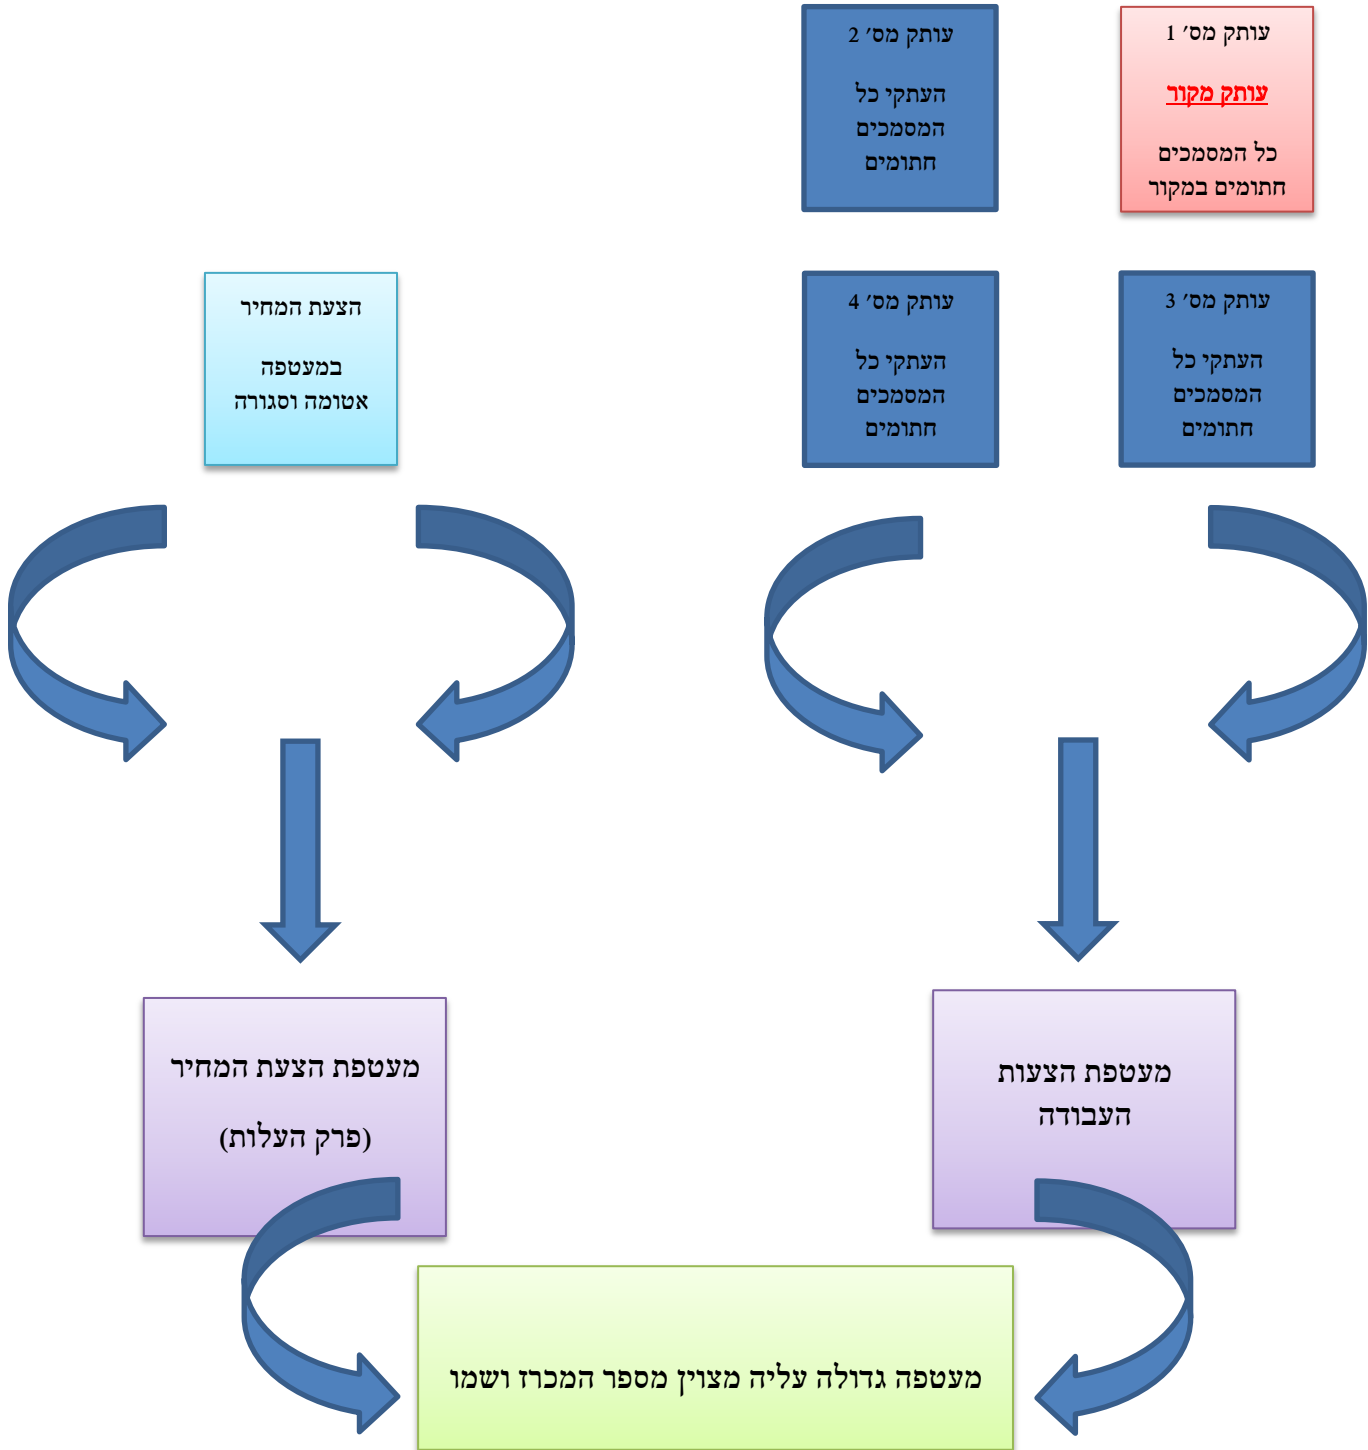 עותק מס' 1
עותק מקור
כל המסמכים
חתומים במקור
עותק מס' 2
העתקי כל
המסמכים
חתומים
עותק מס' 3
העתקי כל
המסמכים
חתומים
עותק מס' 4
העתקי כל
המסמכים
חתומים
הצעת המחיר
במעטפה
אטומה וסגורה
מעטפת הצעות
העבודה
מעטפת הצעת המחיר
(פרק העלות)
מעטפה גדולה עליה מצוין מספר המכרז ושמו